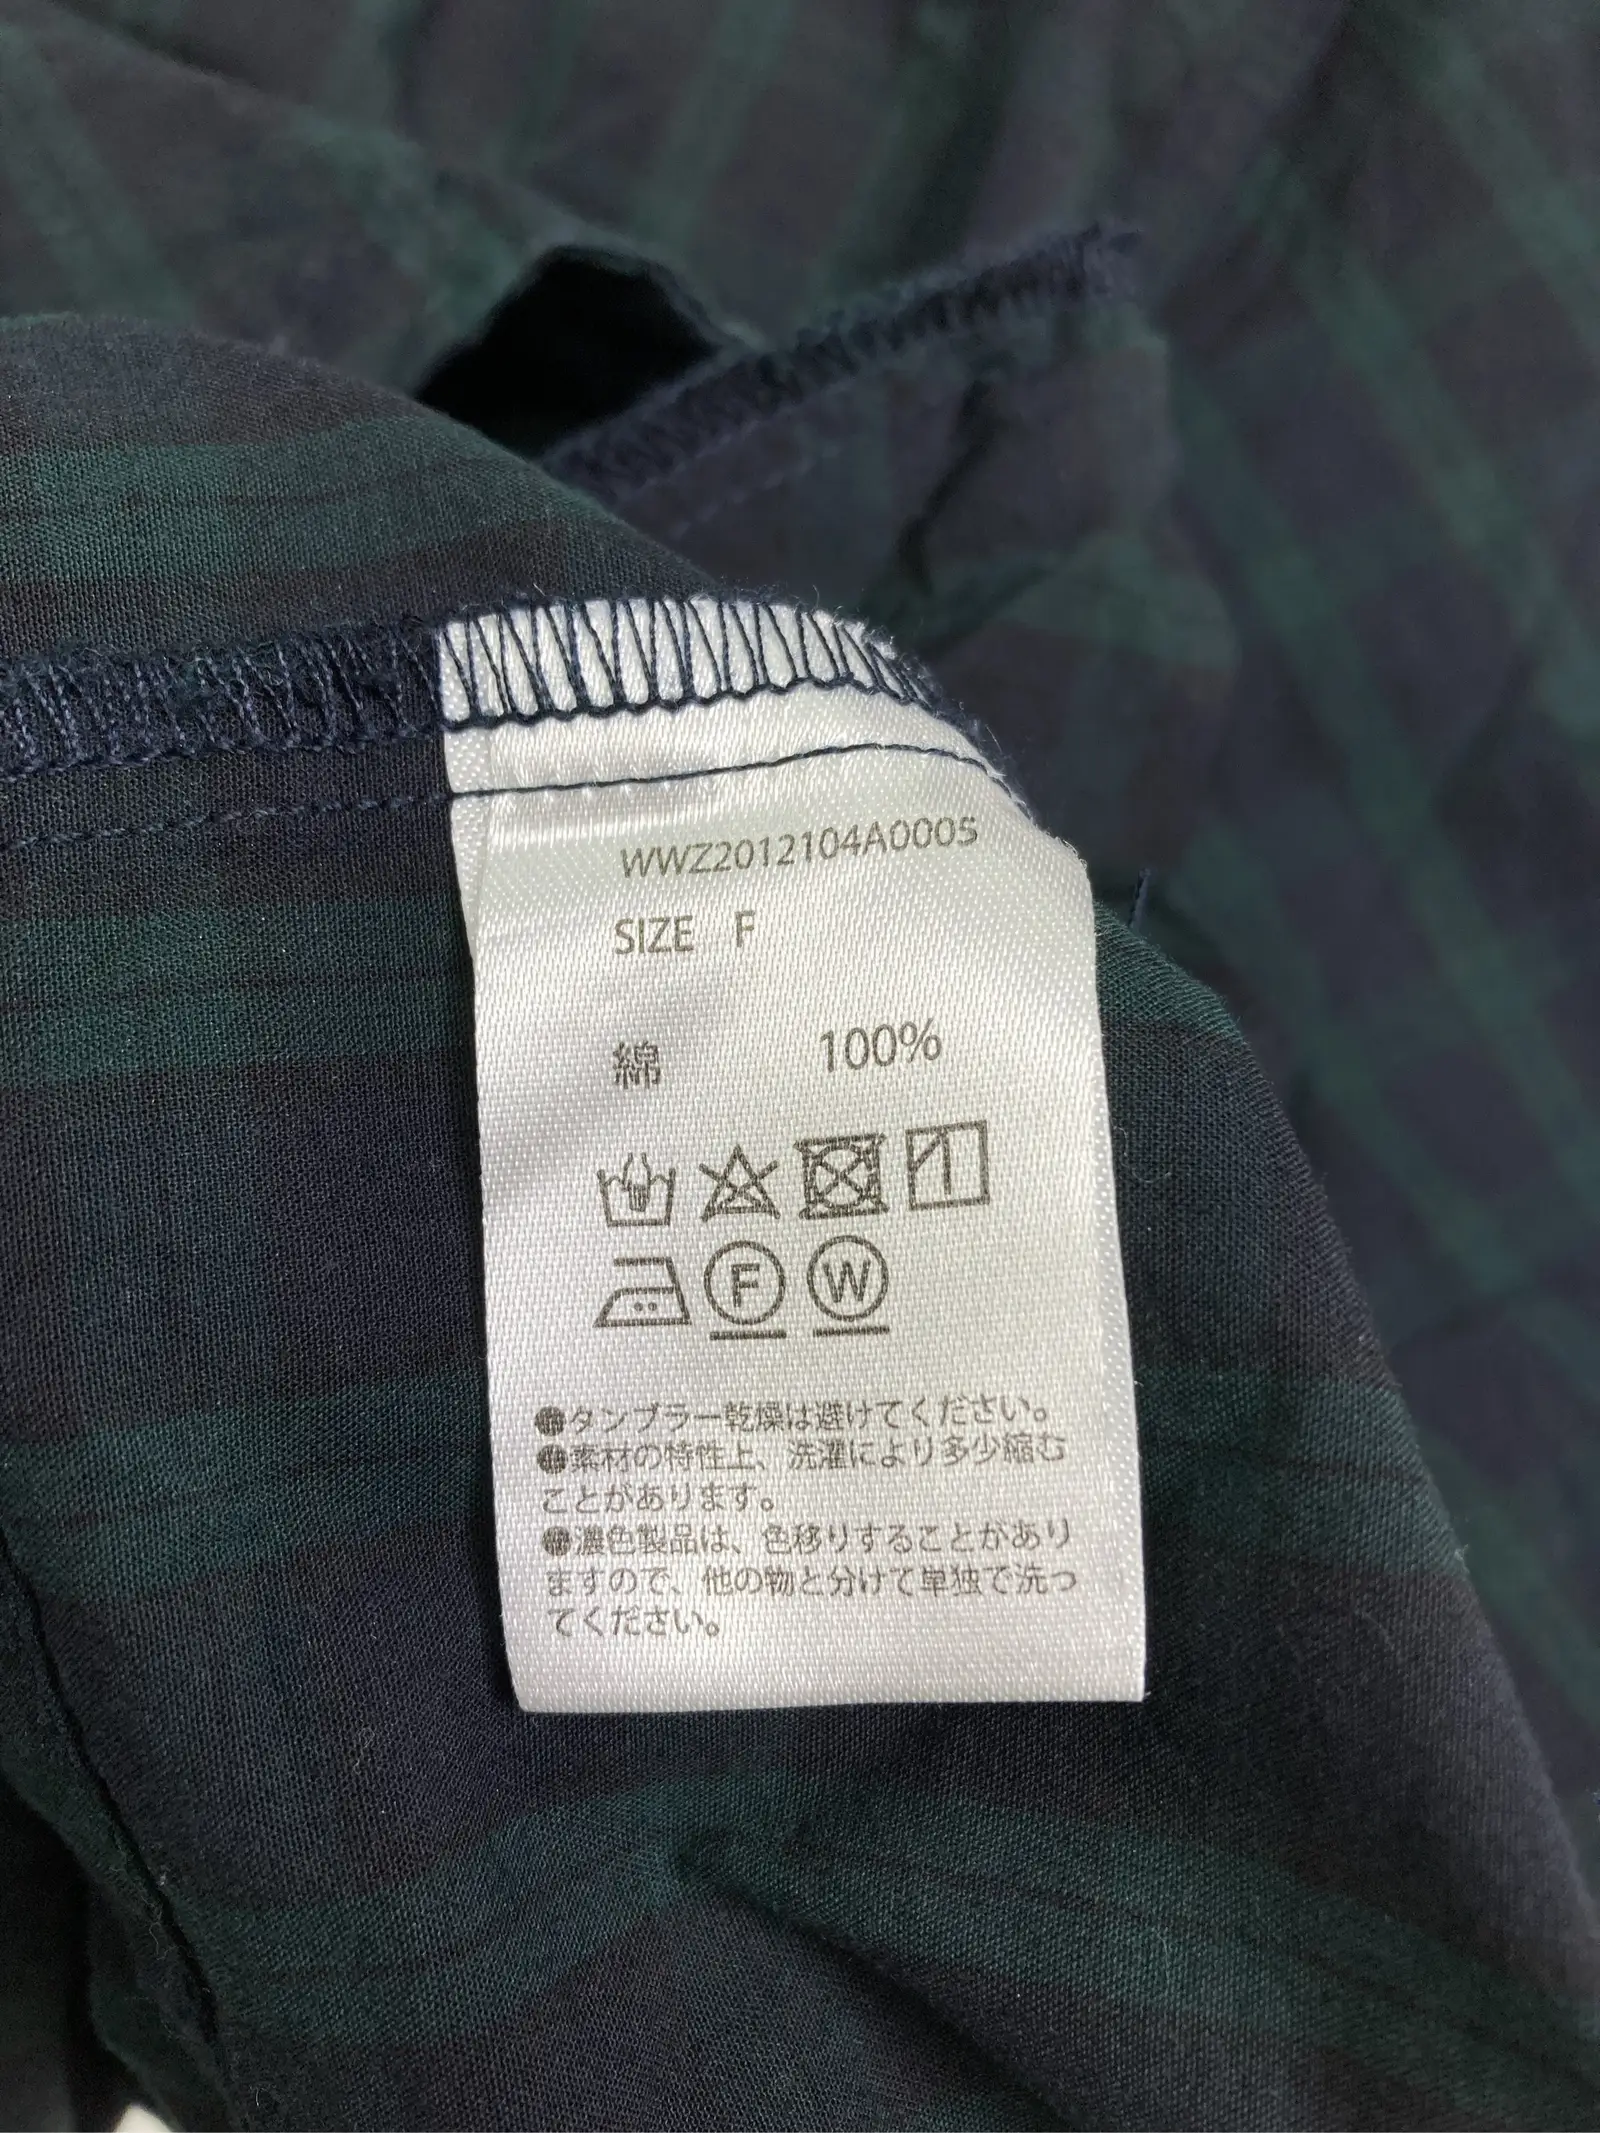 WWZ2012104A0005
SIZE F
綿 100%
F W
●タンブラー乾燥は避けてください。
●素材の特性上、洗濯により多少縮む
ことがあります。
●濃色製品は、色移りすることがあり
ますので、他の物と分けて単独で洗っ
てください。